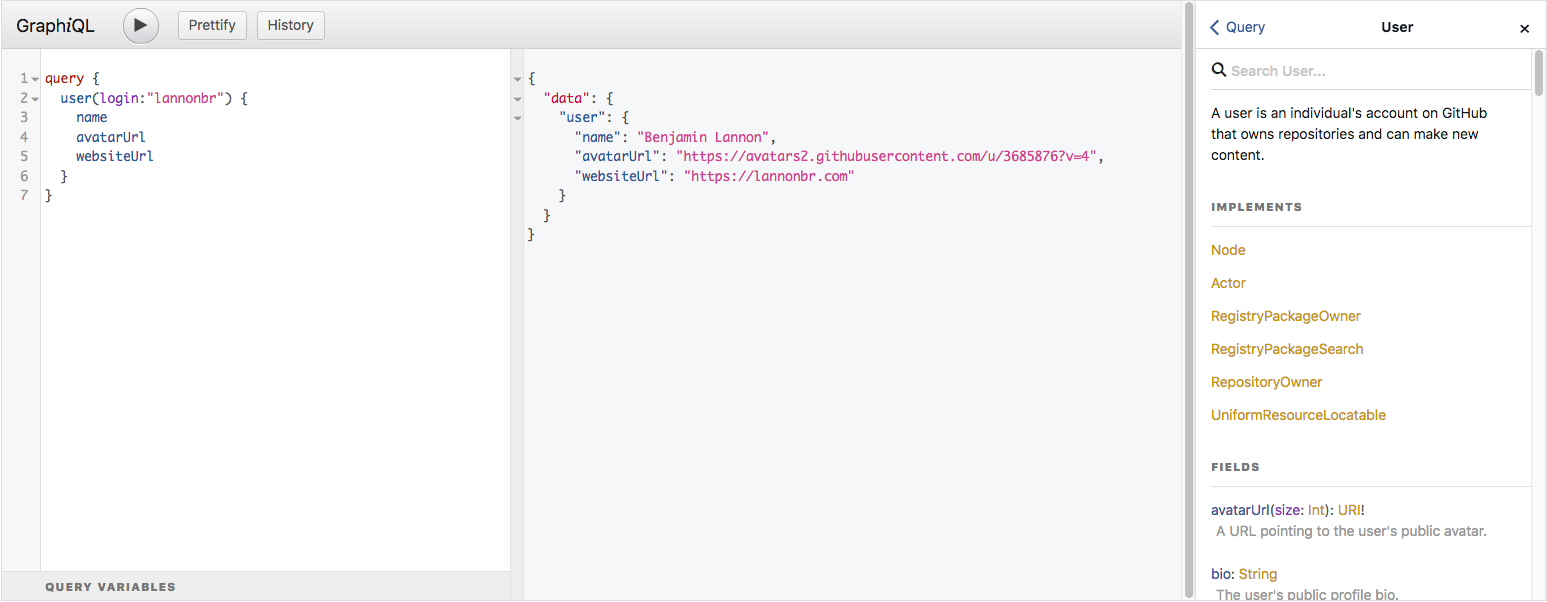 GraphiQL
Prettify
History
1 query {
2   user(login:"lannonbr") {
3     name
4     avatarUrl
5     websiteUrl
6   }
7 }
QUERY VARIABLES
{
  "data": {
    "user": {
      "name": "Benjamin Lannon",
      "avatarUrl": "https://avatars2.githubusercontent.com/u/3685876?v=4",
      "websiteUrl": "https://lannonbr.com"
    }
  }
}
Query
User
Search User...
A user is an individual's account on GitHub
that owns repositories and can make new
content.
IMPLEMENTS
Node
Actor
RegistryPackageOwner
RegistryPackageSearch
RepositoryOwner
UniformResourceLocatable
FIELDS
avatarUrl(size: Int): URI!
A URL pointing to the user's public avatar.
bio: String
The user's public profile bio.